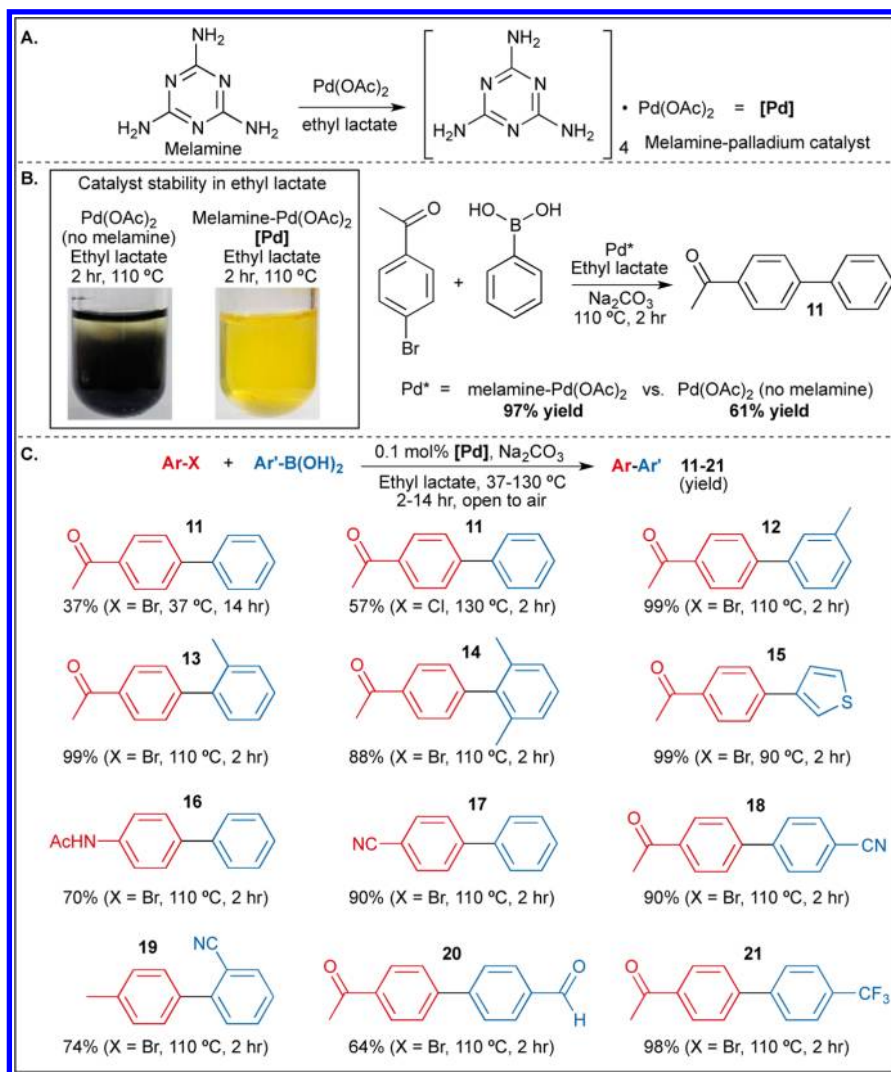 A.
NH₂
N
N
H₂N
N
NH₂
Melamine
Pd(OAc)₂
ethyl lactate
NH₂
N
N
H₂N
N
NH₂
4
• Pd(OAc)₂ = [Pd]
Melamine-palladium catalyst
B.
Catalyst stability in ethyl lactate
Pd(OAc)₂
(no melamine)
Ethyl lactate
2 hr, 110 ºC
Melamine-Pd(OAc)₂
[Pd]
Ethyl lactate
2 hr, 110 ºC
O
Br
+
HO
OH
B
Pd*
Ethyl lactate
Na₂CO₃
110 ºC, 2 hr
O
11
Pd* = melamine-Pd(OAc)₂ vs. Pd(OAc)₂ (no melamine)
97% yield 61% yield
C.
Ar-X + Ar'-B(OH)₂
0.1 mol% [Pd], Na₂CO₃
Ethyl lactate, 37-130 ºC
2-14 hr, open to air
Ar-Ar' 11-21
(yield)
11
O
37% (X = Br, 37 ºC, 14 hr)
11
O
57% (X = Cl, 130 ºC, 2 hr)
12
O
99% (X = Br, 110 ºC, 2 hr)
13
O
99% (X = Br, 110 ºC, 2 hr)
14
O
88% (X = Br, 110 ºC, 2 hr)
15
O
S
99% (X = Br, 90 ºC, 2 hr)
16
AcHN
70% (X = Br, 110 ºC, 2 hr)
17
NC
90% (X = Br, 110 ºC, 2 hr)
18
O
CN
90% (X = Br, 110 ºC, 2 hr)
19
NC
74% (X = Br, 110 ºC, 2 hr)
20
O
O
H
64% (X = Br, 110 ºC, 2 hr)
21
O
CF₃
98% (X = Br, 110 ºC, 2 hr)